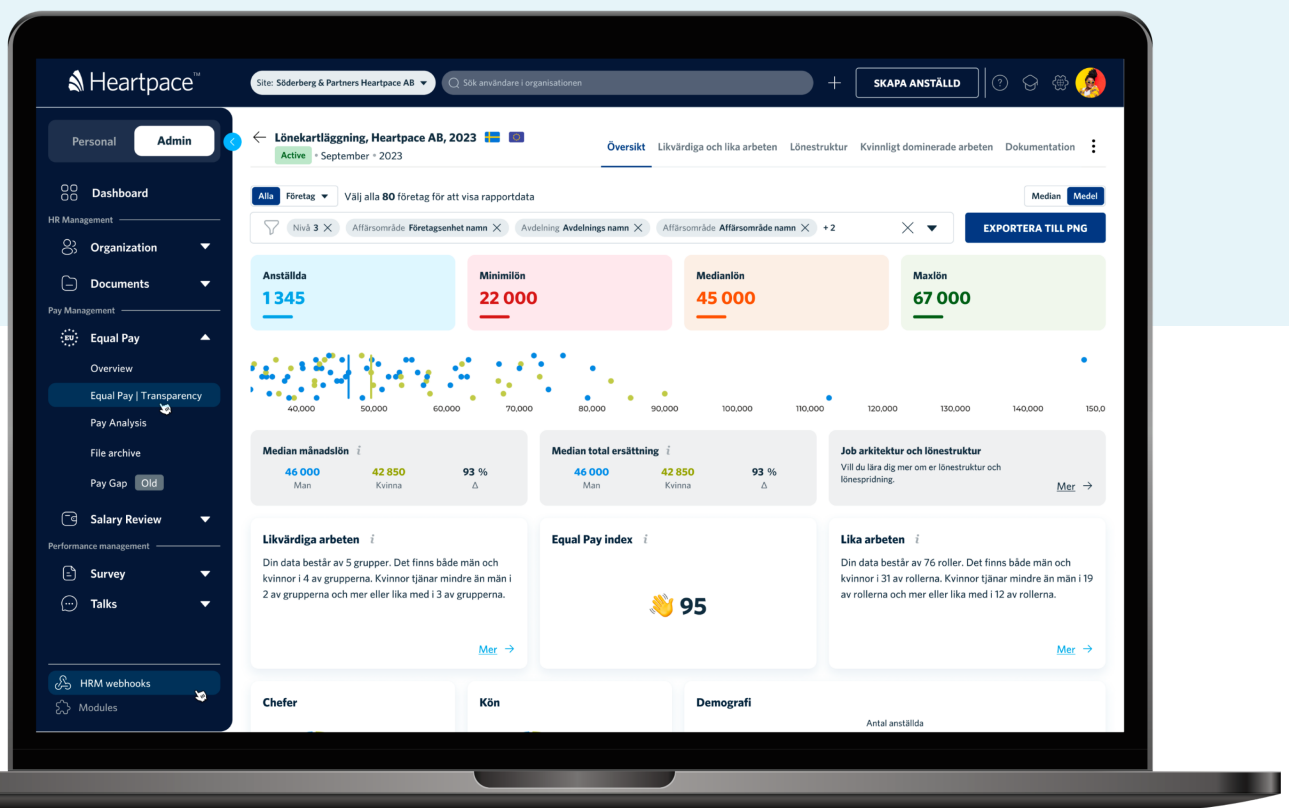 Heartpace™
Site: Söderberg & Partners Heartpace AB
Sök användare i organisationen
SKAPA ANSTÄLLD
Personal
Admin
Dashboard
HR Management
Organization
Documents
Pay Management
EU
Equal Pay
Overview
Equal Pay | Transparency
Pay Analysis
File archive
Pay Gap Old
Salary Review
Performance management
Survey
Talks
HRM webhooks
Modules
Lönekartläggning, Heartpace AB, 2023
Active • September • 2023
Översikt Likvärdiga och lika arbeten Lönestruktur Kvinnligt dominerade arbeten Dokumentation
Alla Företag Välj alla 80 företag för att visa rapportdata
Median Medel
Nivå 3 Affärsområde Företagsenhet namn Avdelning Avdelnings namn Affärsområde Affärsområde namn + 2
EXPORTERA TILL PNG
Anställda
1 345
Minimilön
22 000
Medianlön
45 000
Maxlön
67 000
40,000 50,000 60,000 70,000 80,000 90,000 100,000 110,000 120,000 130,000 140,000 150,0
Median månadslön i
46 000 42 850 93 %
Man Kvinna Δ
Median total ersättning i
46 000 42 850 93 %
Man Kvinna Δ
Job arkitektur och lönestruktur
Vill du lära dig mer om er lönestruktur och
lönespridning.
Mer →
Likvärdiga arbeten i
Din data består av 5 grupper. Det finns både män och
kvinnor i 4 av grupperna. Kvinnor tjänar mindre än män i
2 av grupperna och mer eller lika med i 3 av grupperna.
Mer →
Equal Pay index i
👋 95
Lika arbeten i
Din data består av 76 roller. Det finns både män och
kvinnor i 31 av rollerna. Kvinnor tjänar mindre än män i 19
av rollerna och mer eller lika med i 12 av rollerna.
Mer →
Chefer
Kön
Demografi
Antal anställda